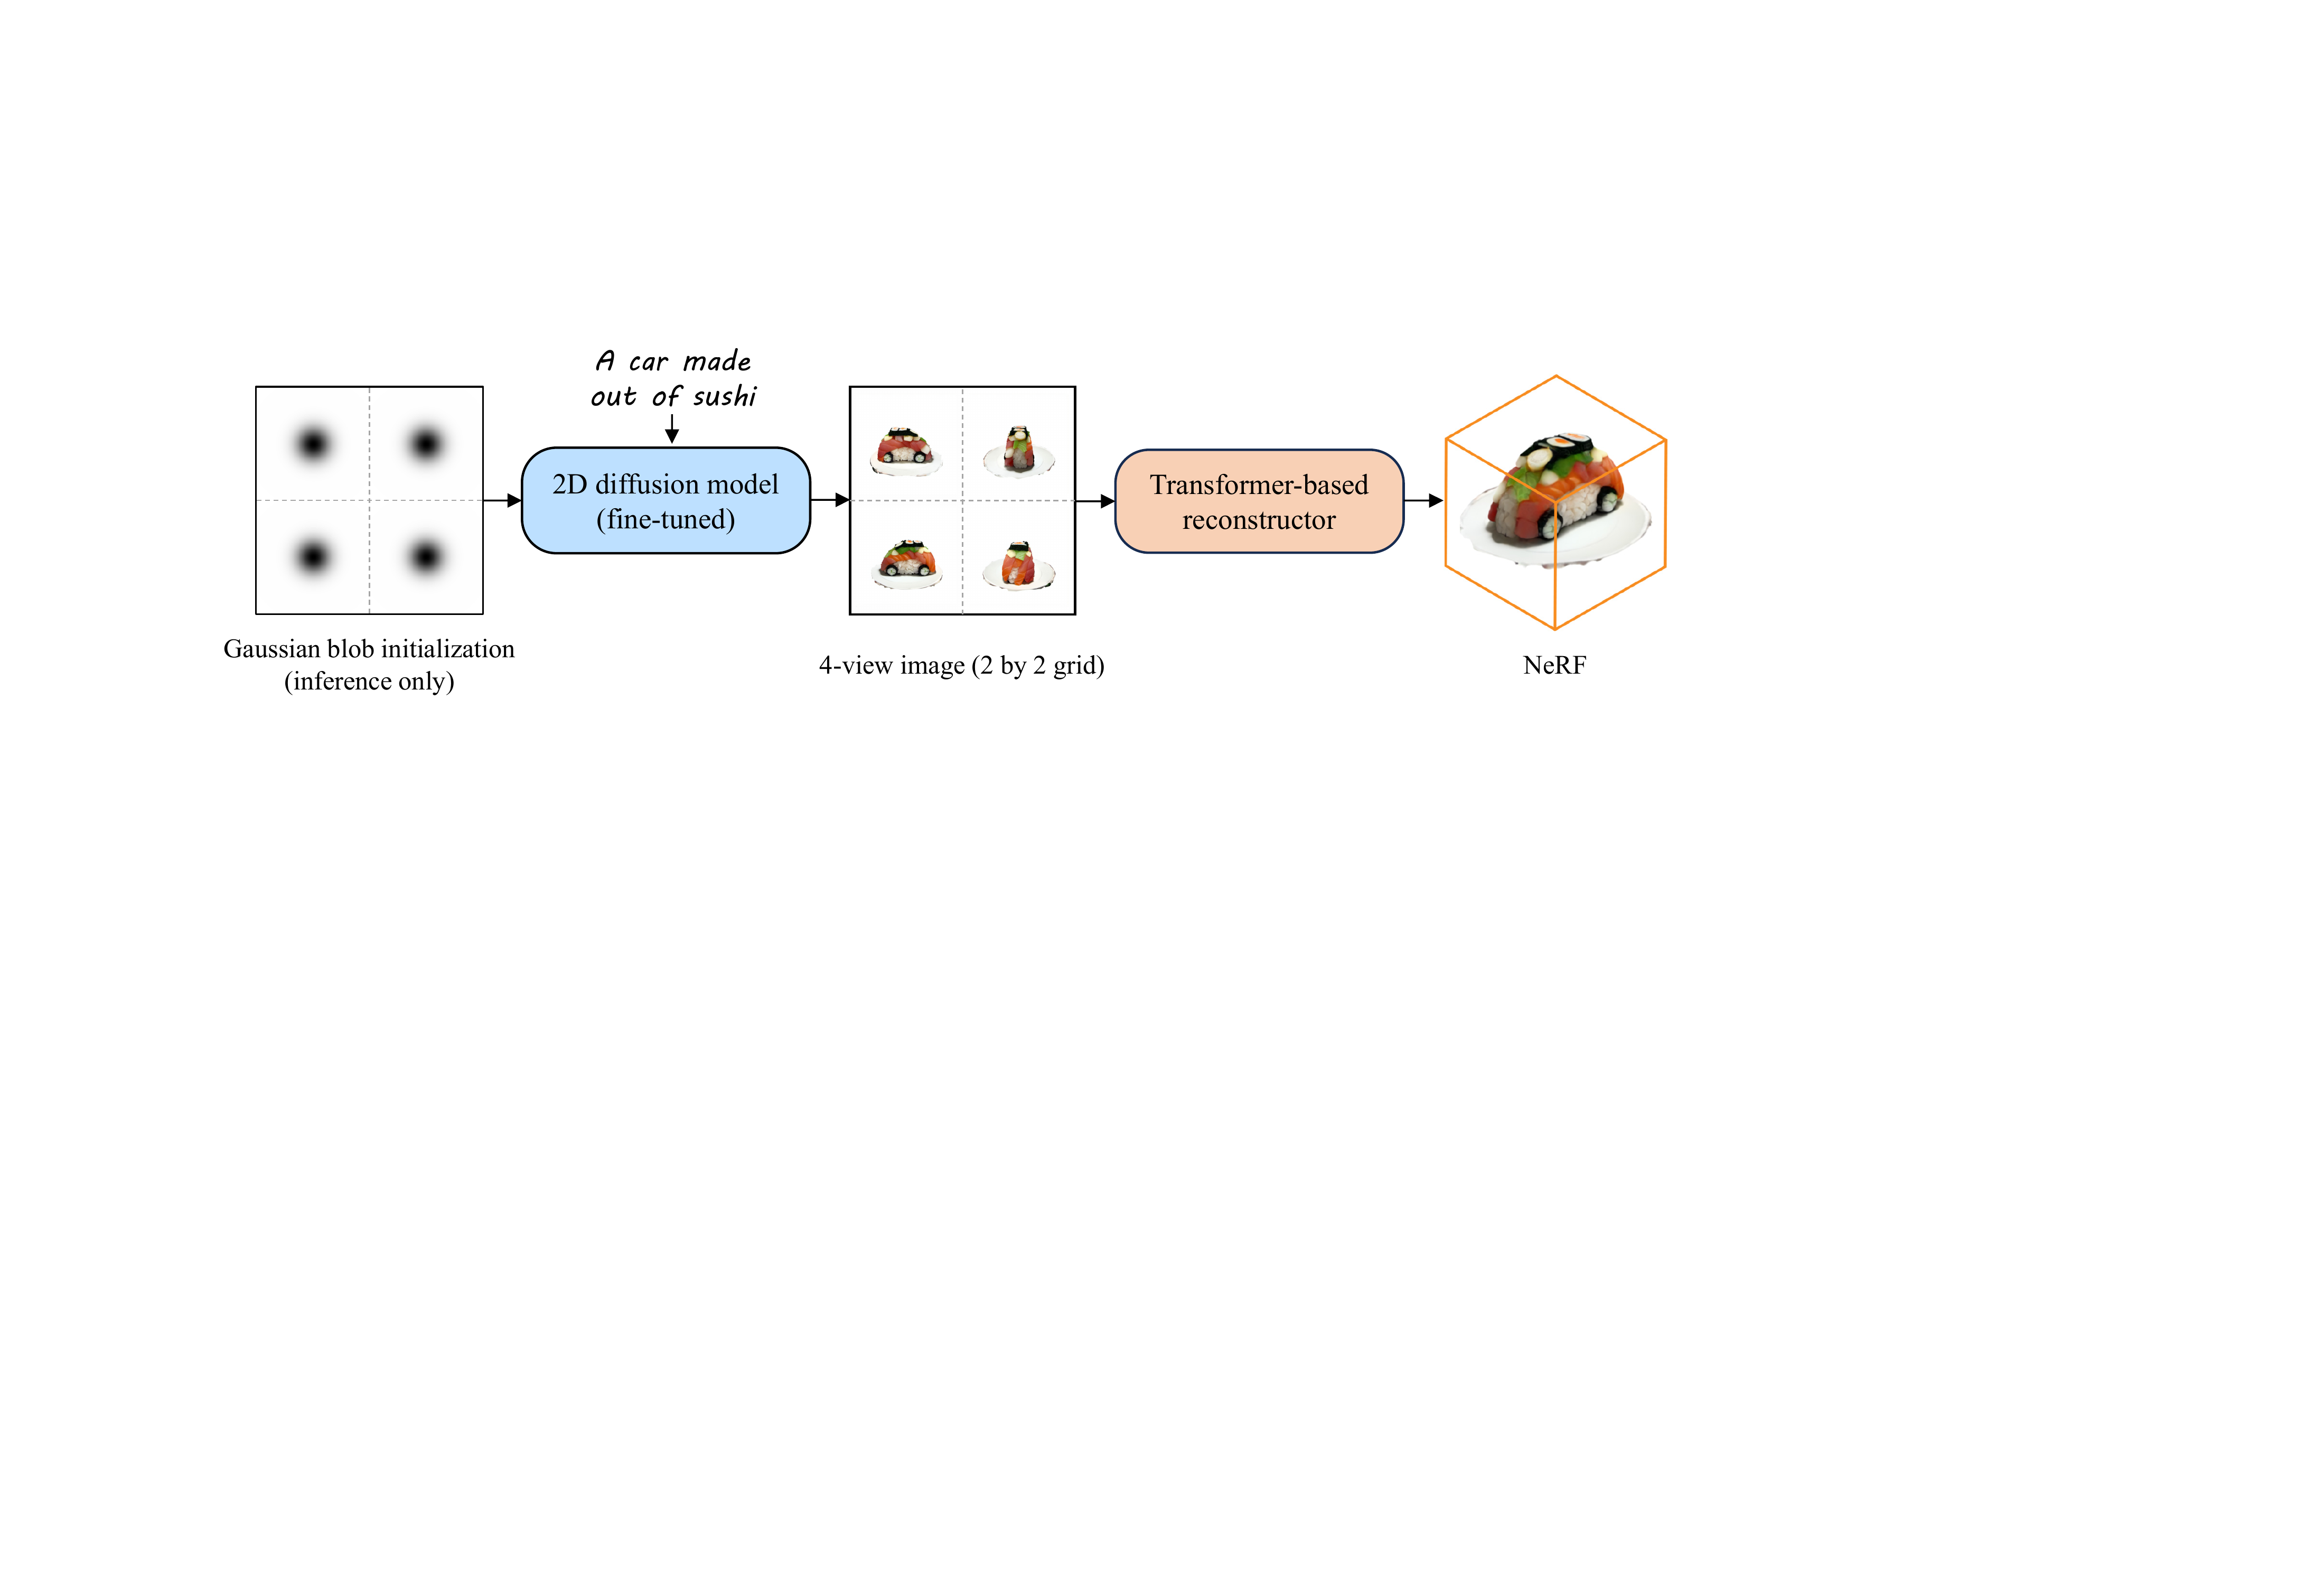 A car made
out of sushi
2D diffusion model
(fine-tuned)
Transformer-based
reconstructor
Gaussian blob initialization
(inference only)
4-view image (2 by 2 grid)
NeRF